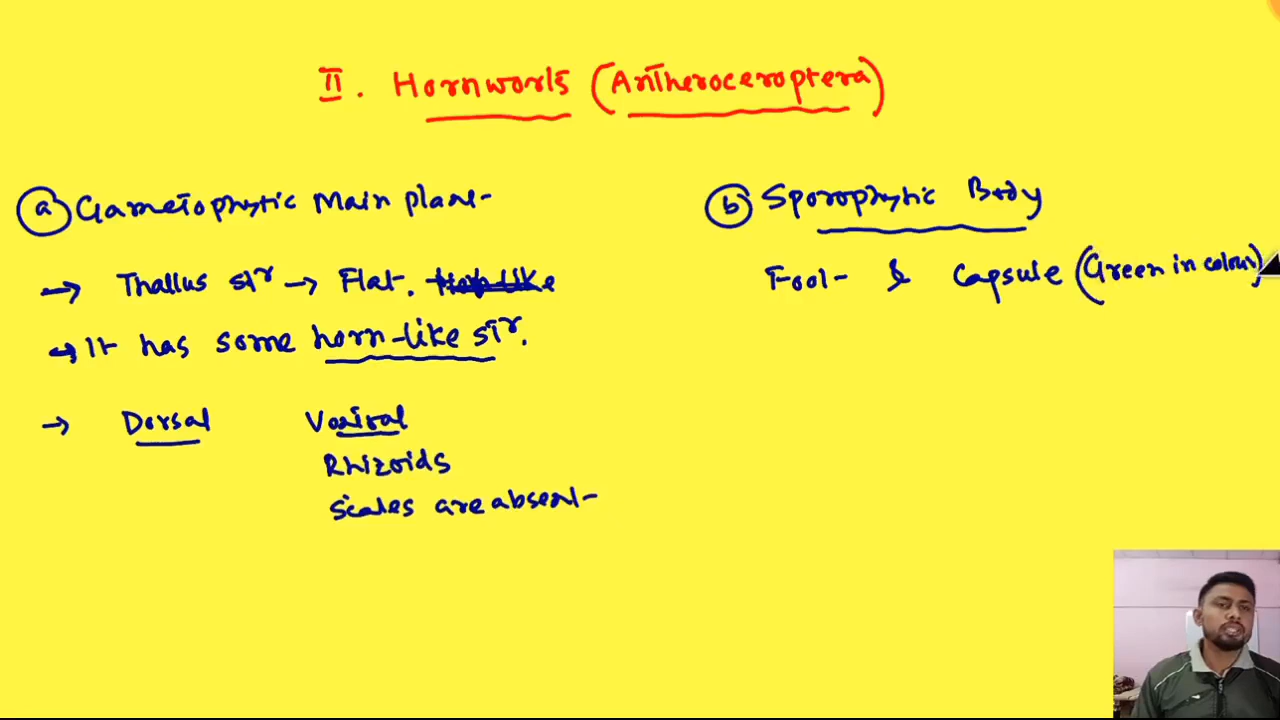 II. Hornworts (Antheroceroptera)
(a) Gametophytic Main plant
→ Thallus str → Flat.
→ It has some horn-like str.
→ Dorsal Ventral
Rhizoids
Scales are absent
(b) Sporophytic Body
Foot & Capsule (Green in colour)